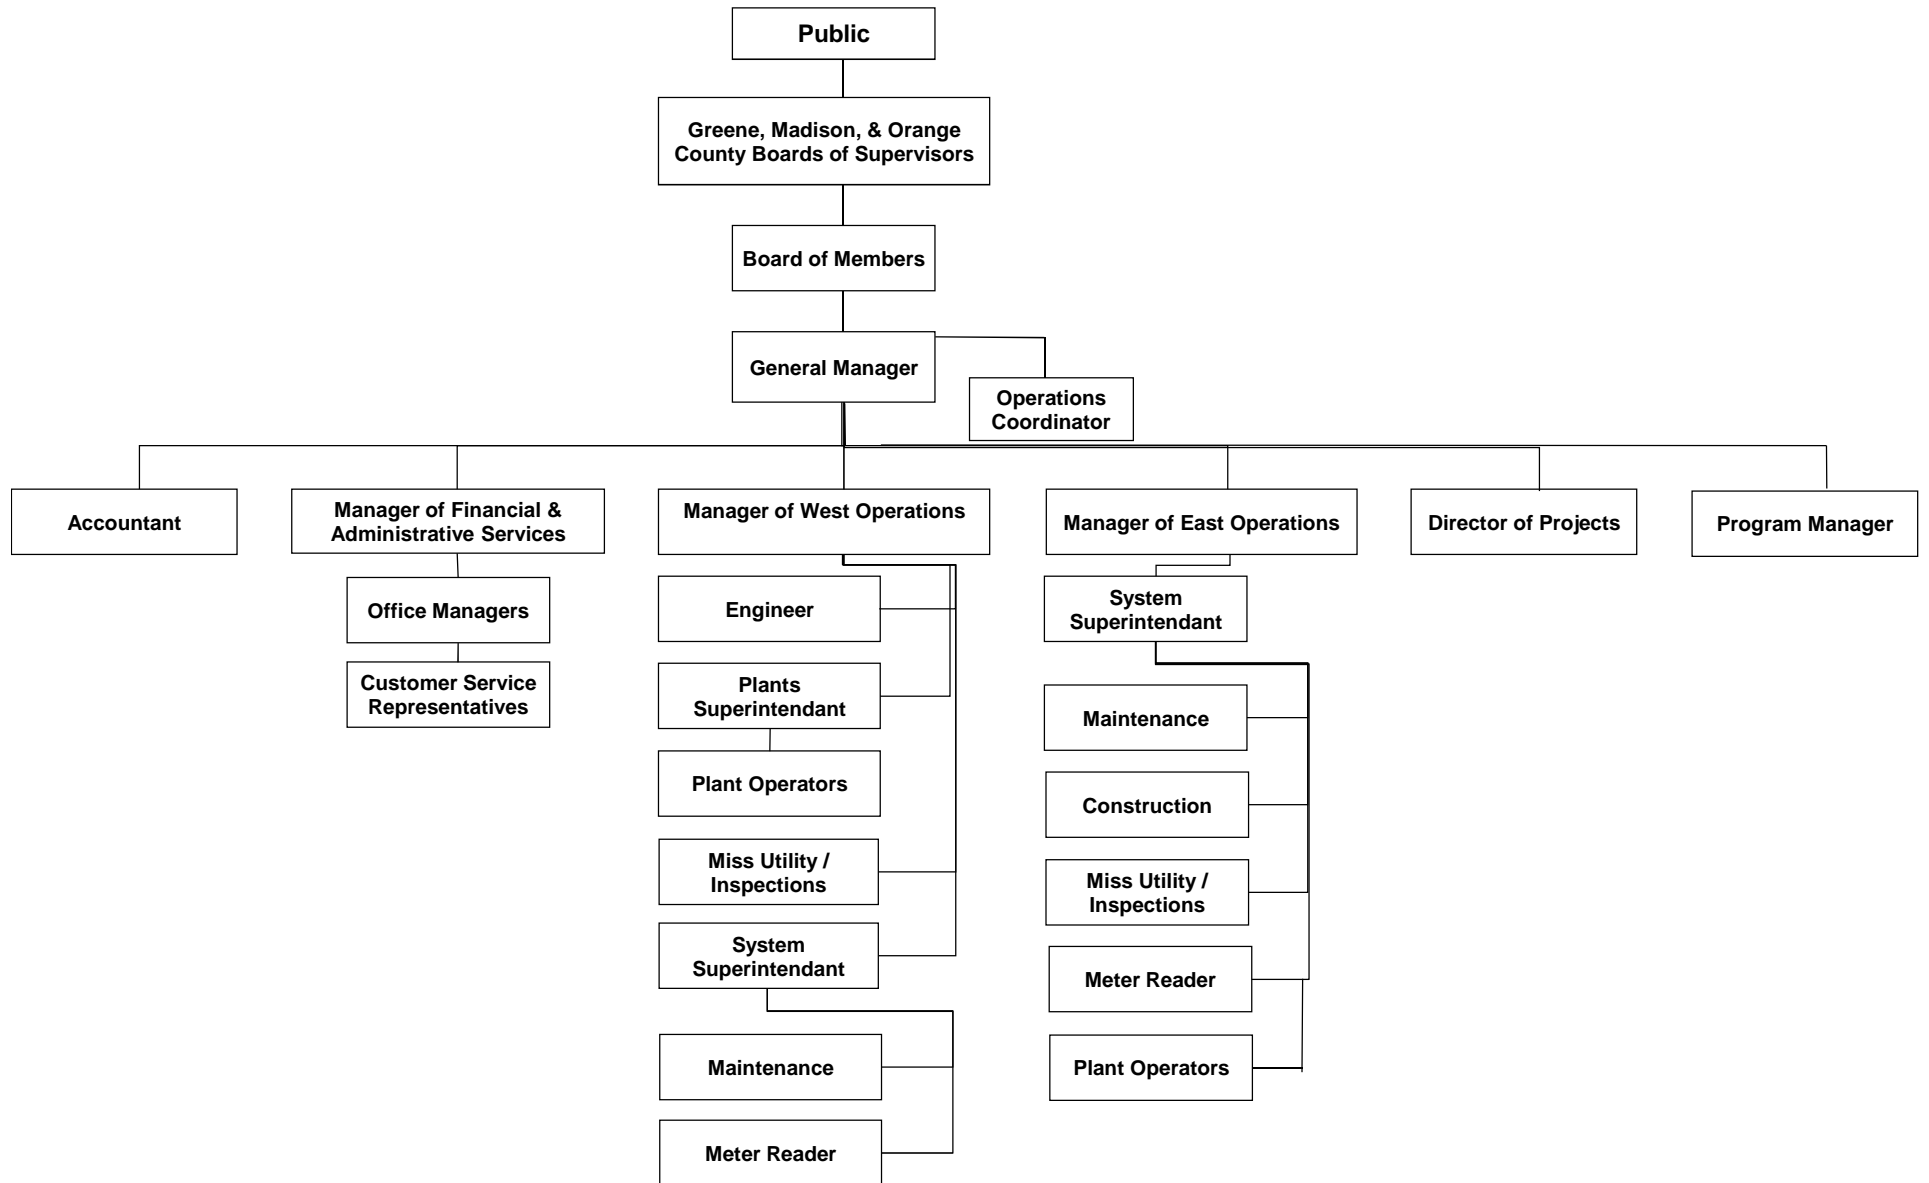 Public
Greene, Madison, & Orange
County Boards of Supervisors
Board of Members
General Manager
Operations
Coordinator
Accountant
Manager of Financial &
Administrative Services
Manager of West Operations
Manager of East Operations
Director of Projects
Program Manager
Office Managers
Customer Service
Representatives
Engineer
Plants
Superintendant
Plant Operators
Miss Utility /
Inspections
System
Superintendant
Maintenance
Meter Reader
System
Superintendant
Maintenance
Construction
Miss Utility /
Inspections
Meter Reader
Plant Operators